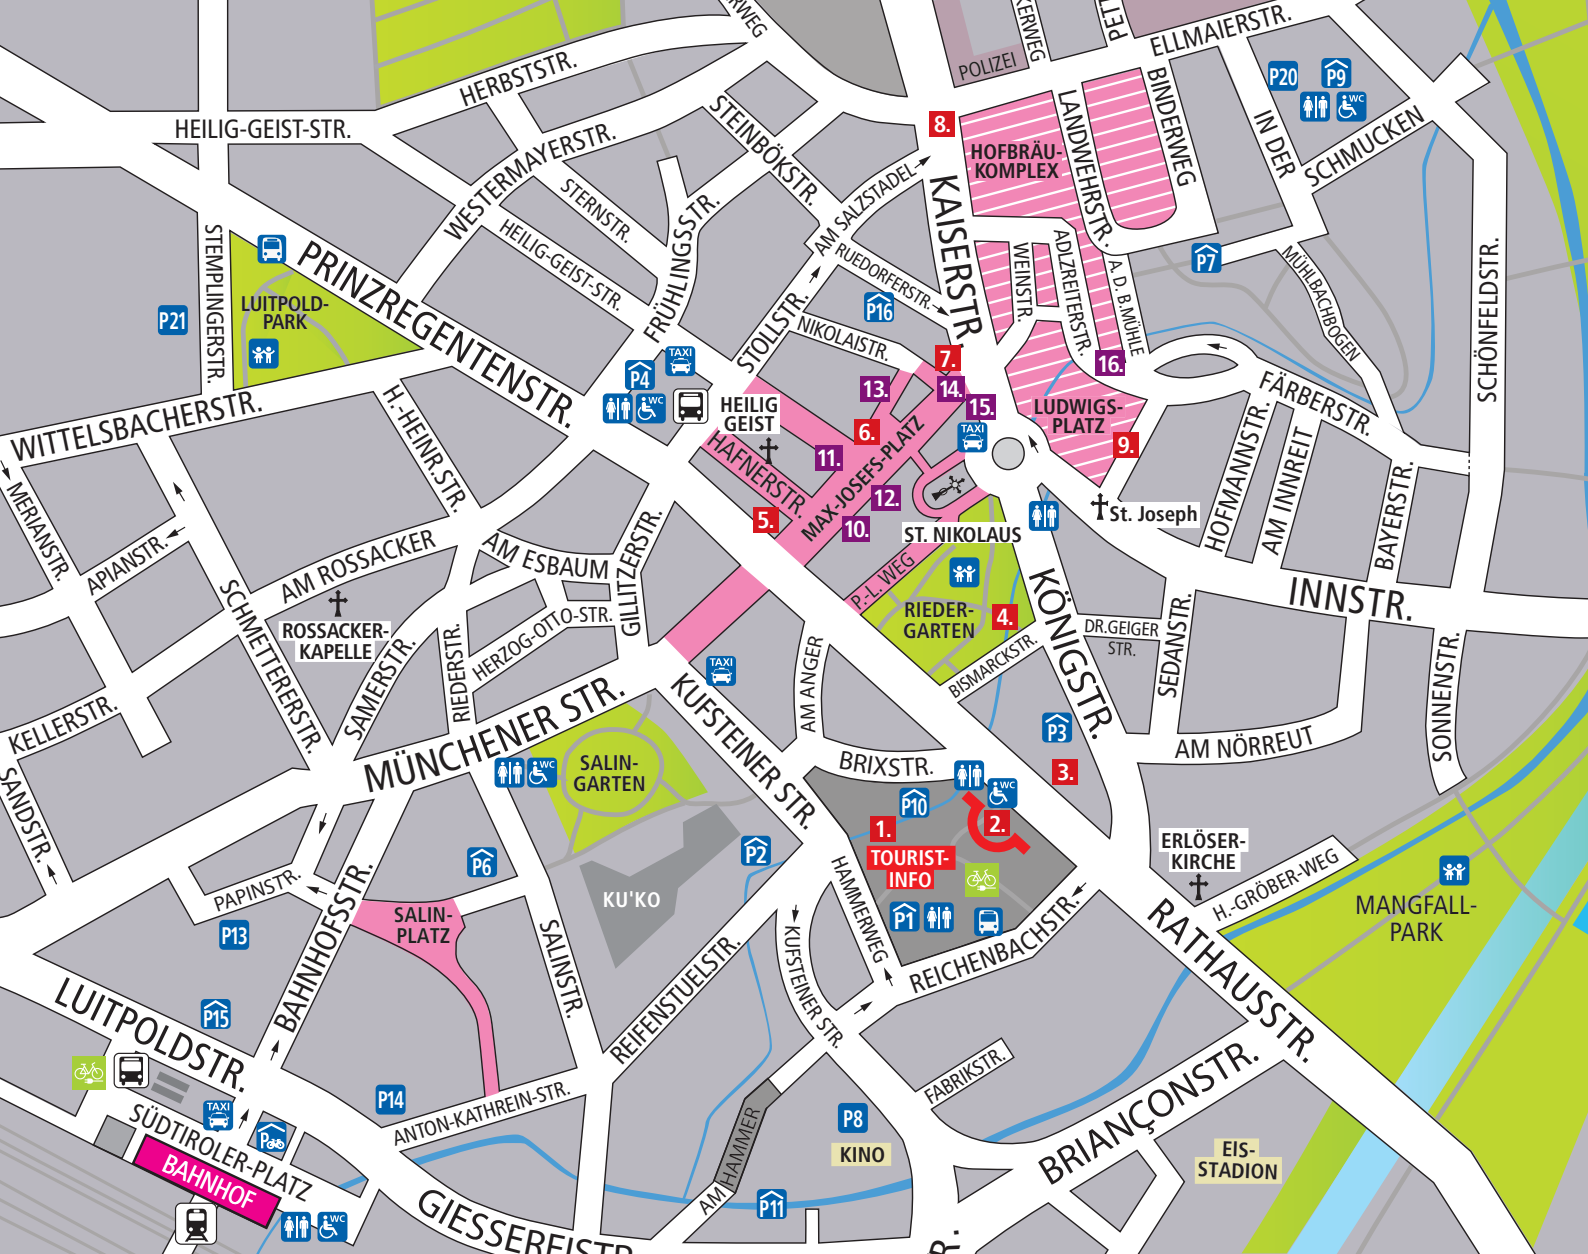 RWEG
KERWEG
PETT
ELLMAIERSTR.
POLIZEI
HERBSTSTR.
HEILIG-GEIST-STR.
WESTERMAYERSTR.
STEINBÖKSTR.
STERNSTR.
HEILIG-GEIST-STR.
FRÜHLINGSSTR.
AM SALZSTADEL
RUEDORFERSTR.
P16
8.
HOFBRÄU-
KOMPLEX
KAISERSTR.
LANDWEHRSTR.
BINDERWEG
IN DER
SCHMUCKEN
P20
P9
WC
P7
MÜHLBACHBOGEN
SCHÖNFELDSTR.
WEINSTR.
ADLZREITERSTR.
A. D. B.MÜHLE
STEMPLINGERSTR.
P21
LUITPOLD-
PARK
PRINZREGENTENSTR.
WITTELSBACHERSTR.
STOLLSTR.
NIKOLAISTR.
P4
TAXI
WC
HEILIG
GEIST
HAFNERSTR.
MAX-JOSEFS-PLATZ
7.
13.
14.
15.
6.
11.
12.
10.
5.
TAXI
16.
LUDWIGS-
PLATZ
9.
St. Joseph
FÄRBERSTR.
HOFMANNSTR.
AM INNREIT
BAYERSTR.
INNSTR.
H.-HEINR.-STR.
MERIANSTR.
APIANSTR.
SCHMETTERERSTR.
AM ROSSACKER
ROSSACKER-
KAPELLE
AM ESBAUM
GILLITZERSTR.
HERZOG-OTTO-STR.
RIEDERSTR.
SAMERSTR.
KELLERSTR.
SANDSTR.
MÜNCHENER STR.
ST. NIKOLAUS
P.-L. WEG
RIEDER-
GARTEN
4.
BISMARCKSTR.
KÖNIGSTR.
DR.GEIGER
STR.
SEDANSTR.
AM NÖRREUT
SONNENSTR.
TAXI
AM ANGER
KUFSTEINER STR.
BRIXSTR.
P3
3.
WC
SALIN-
GARTEN
WC
KU'KO
P2
P10
1.
2.
TOURIST-
INFO
P1
HAMMERWEG
REICHENBACHSTR.
ERLÖSER-
KIRCHE
H.-GRÖBER-WEG
MANGFALL-
PARK
RATHAUSSTR.
PAPINSTR.
P13
P6
SALIN-
PLATZ
BAHNHOFSTR.
SALINSTR.
REIFENSTUELSTR.
KUFSTEINER STR.
LUITPOLDSTR.
P15
P14
ANTON-KATHREIN-STR.
TAXI
P
SÜDTIROLER-PLATZ
BAHNHOF
WC
GIESSEREISTR.
AM HAMMER
P11
P8
KINO
FABRIKSTR.
BRIANÇONSTR.
EIS-
STADION
R.